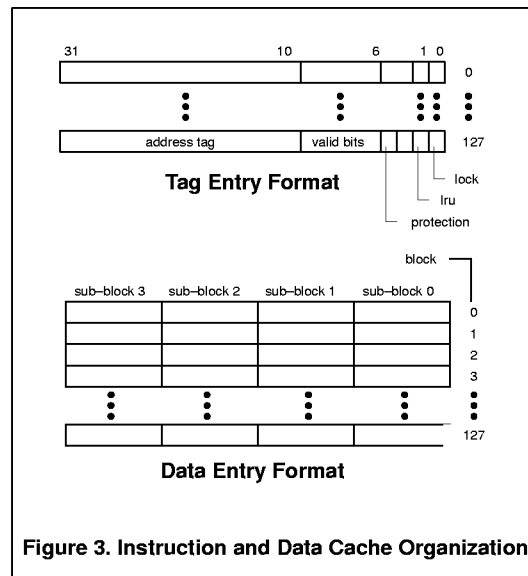 31 10 6 1 0
0
address tag valid bits 127
Tag Entry Format
lock
lru
protection
block
sub–block 3 sub–block 2 sub–block 1 sub–block 0
0
1
2
3
127
Data Entry Format
Figure 3. Instruction and Data Cache Organization